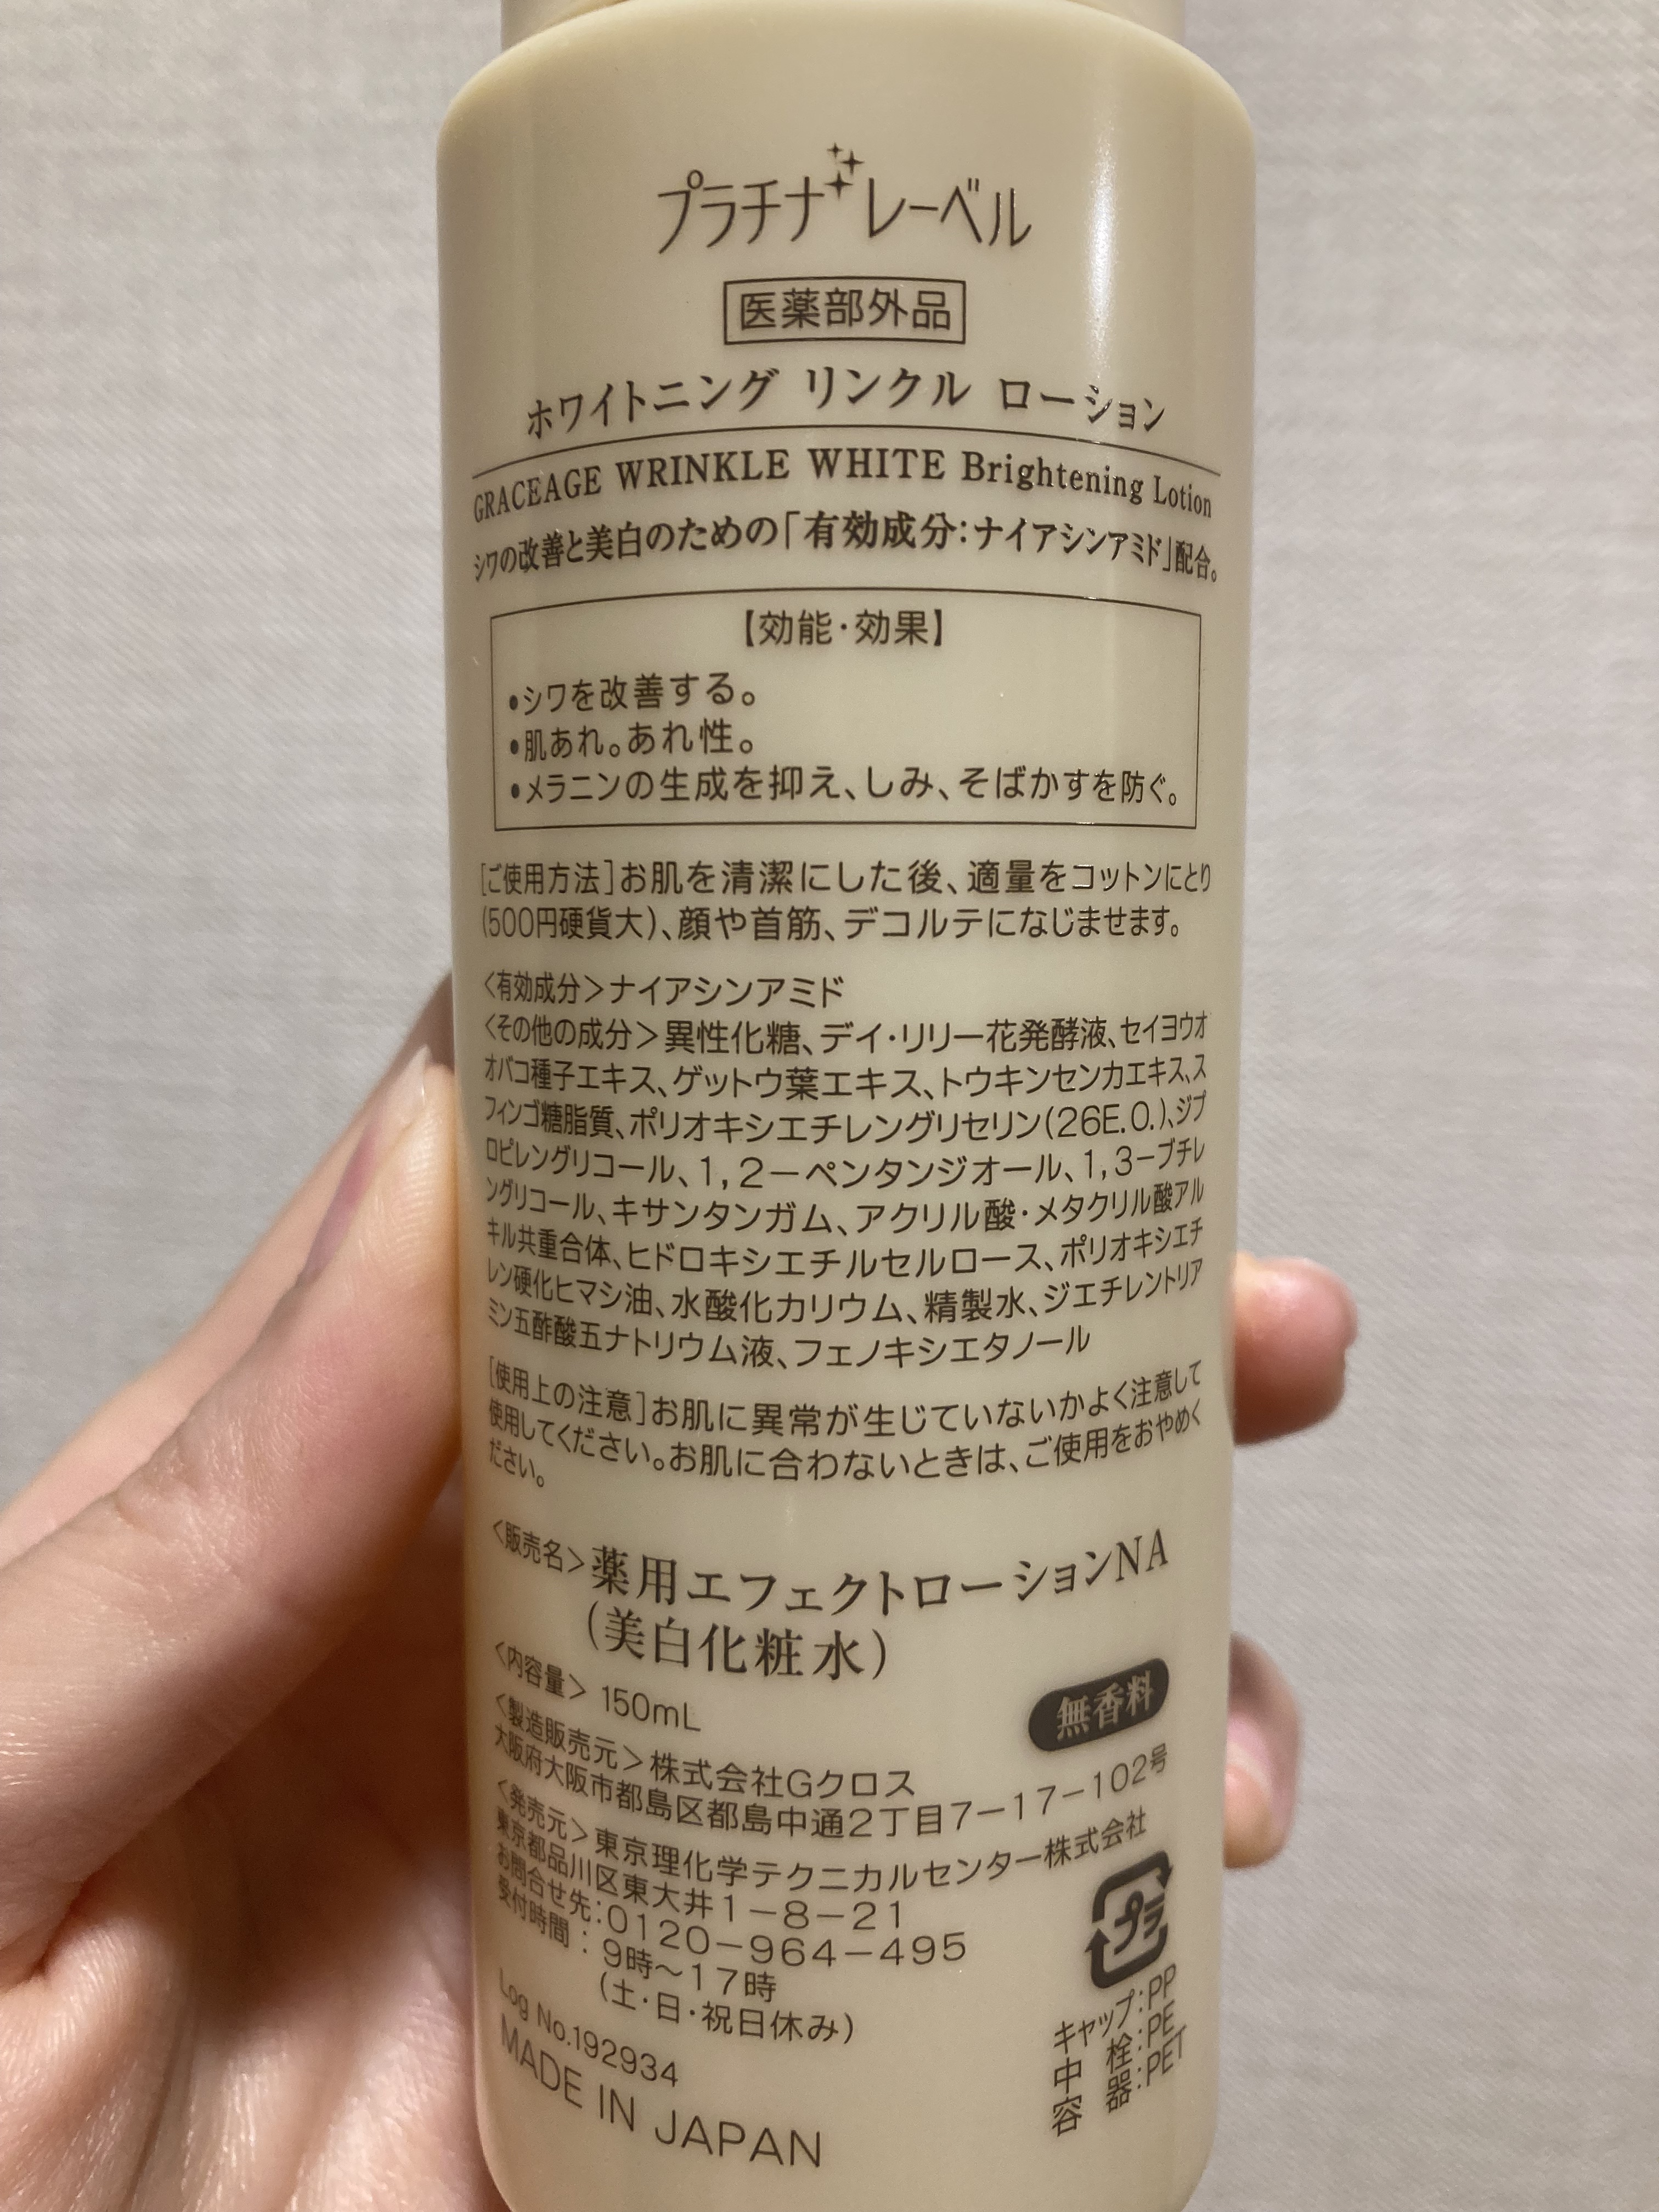 プラチナレーベル
医薬部外品
ホワイトニング リンクル ローション
GRACEAGE WRINKLE WHITE Brightening Lotion
シワの改善と美白のための「有効成分：ナイアシンアミド」配合。
【効能・効果】
•シワを改善する。
•肌あれ。あれ性。
•メラニンの生成を抑え、しみ、そばかすを防ぐ。
[ご使用方法]お肌を清潔にした後、適量をコットンにとり
(500円硬貨大)、顔や首筋、デコルテになじませます。
<有効成分>ナイアシンアミド
<その他の成分>異性化糖、デイ・リリー花発酵液、セイヨウオ
オバコ種子エキス、ゲットウ葉エキス、トウキンセンカエキス、ス
フィンゴ糖脂質、ポリオキシエチレングリセリン(26E.O.)、ジプ
ロピレングリコール、1,2-ペンタンジオール、1,3-ブチレ
ングリコール、キサンタンガム、アクリル酸・メタクリル酸アル
キル共重合体、ヒドロキシエチルセルロース、ポリオキシエチ
レン硬化ヒマシ油、水酸化カリウム、精製水、ジエチレントリア
ミン五酢酸五ナトリウム液、フェノキシエタノール
[使用上の注意]お肌に異常が生じていないかよく注意して
使用してください。お肌に合わないときは、ご使用をおやめく
ださい。
<販売名>薬用エフェクトローションNA
(美白化粧水)
<内容量> 150mL
無香料
<製造販売元>株式会社Gクロス
大阪府大阪市都島区都島中通2丁目7-17-102号
<発売元>東京理化学テクニカルセンター株式会社
東京都品川区東大井1-8-21
お問合せ先：0120-964-495
受付時間：9時～17時
(土・日・祝日休み)
Log No.192934
MADE IN JAPAN
プラ
キャップ：PP
中栓：PE
容器：PET